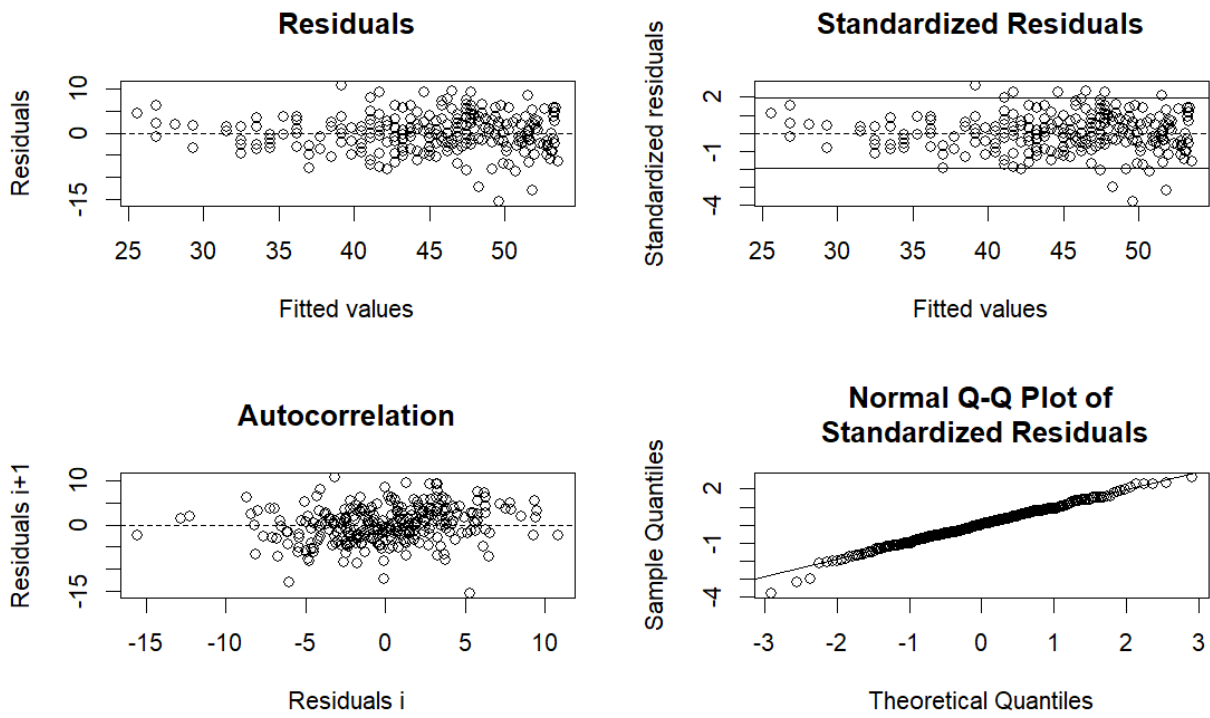 Residuals
Residuals
10
0
-15
25 30 35 40 45 50
Fitted values
Standardized Residuals
Standardized residuals
2
-1
-4
25 30 35 40 45 50
Fitted values
Autocorrelation
Residuals i+1
10
0
-15
-15 -10 -5 0 5 10
Residuals i
Normal Q-Q Plot of
Standardized Residuals
Sample Quantiles
2
-1
-4
-3 -2 -1 0 1 2 3
Theoretical Quantiles